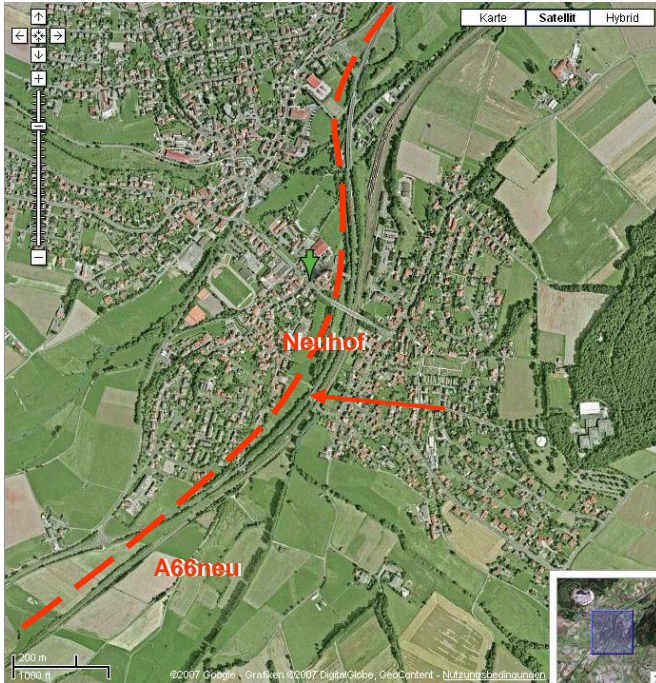 Karte Satellit Hybrid
Neuhof
A66neu
200 m
1000 ft
©2007 Google - Grafiken ©2007 DigitalGlobe, GeoContent - Nutzungsbedingungen